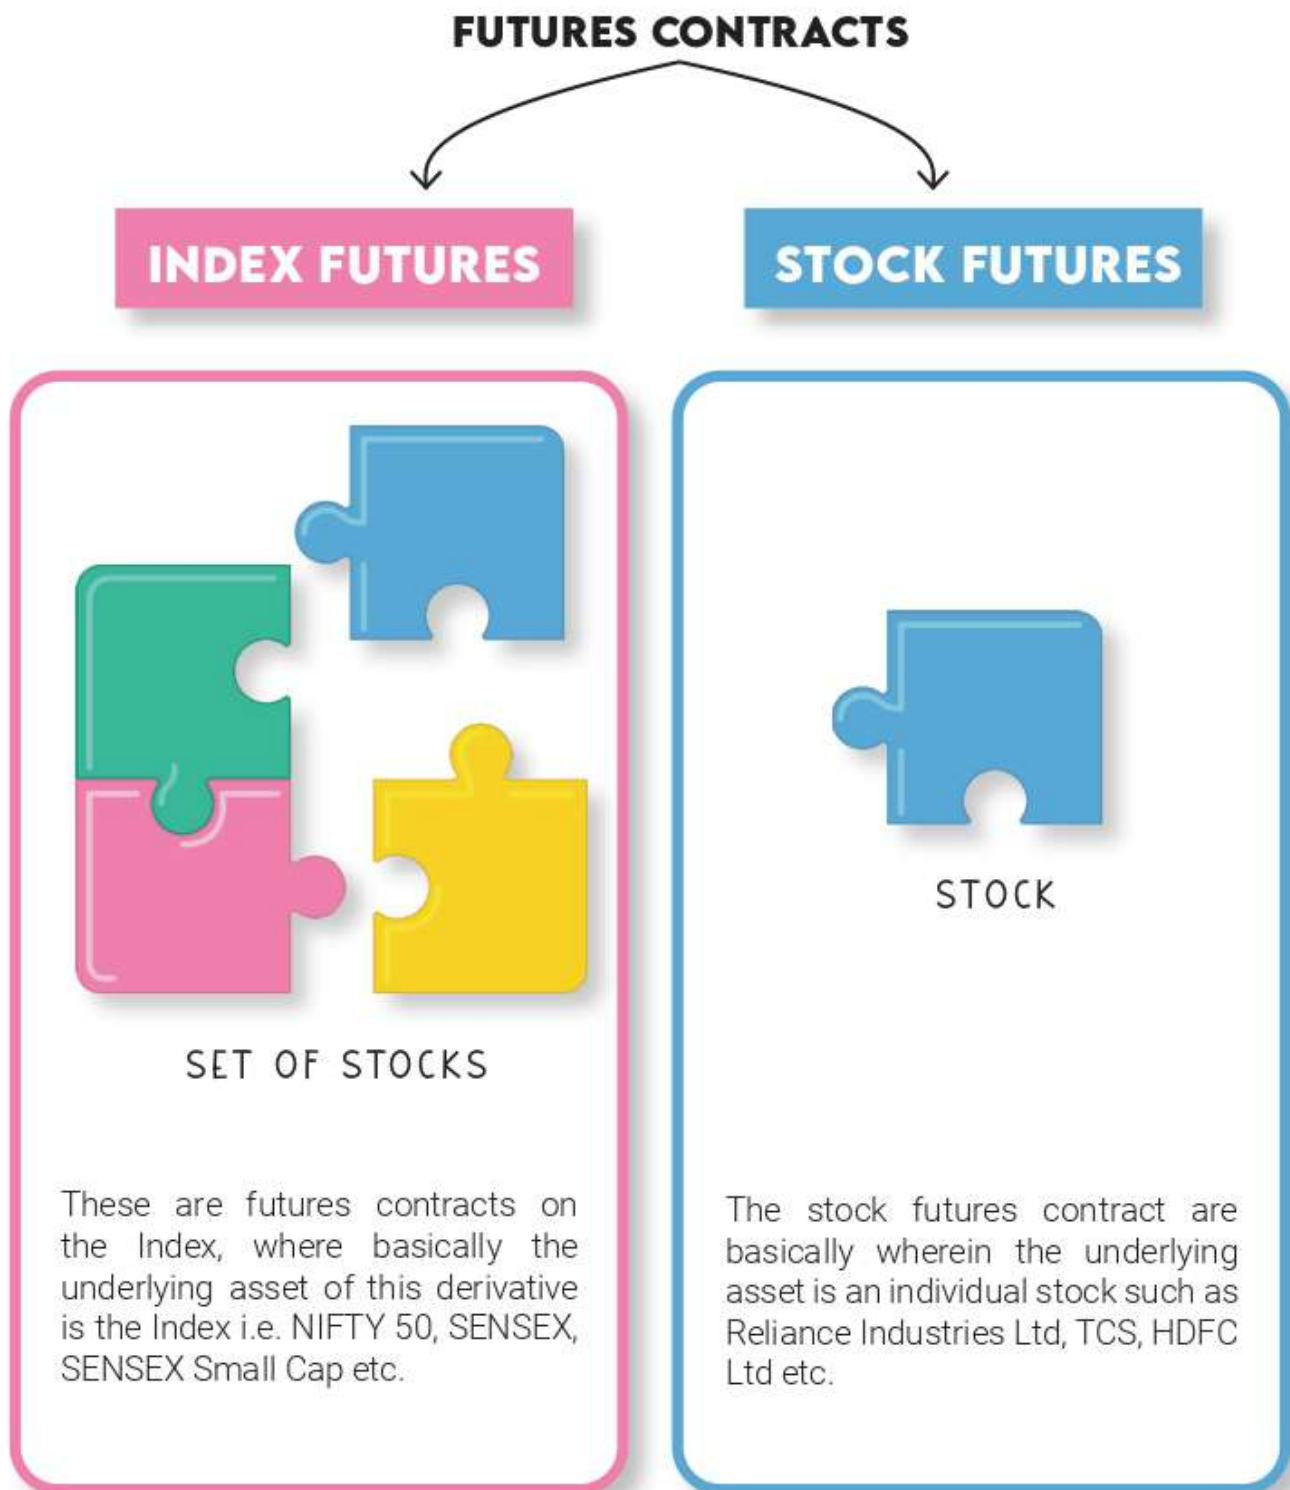 FUTURES CONTRACTS
INDEX FUTURES
STOCK FUTURES
SET OF STOCKS
These are futures contracts on
the Index, where basically the
underlying asset of this derivative
is the Index i.e. NIFTY 50, SENSEX,
SENSEX Small Cap etc.
STOCK
The stock futures contract are
basically wherein the underlying
asset is an individual stock such as
Reliance Industries Ltd, TCS, HDFC
Ltd etc.